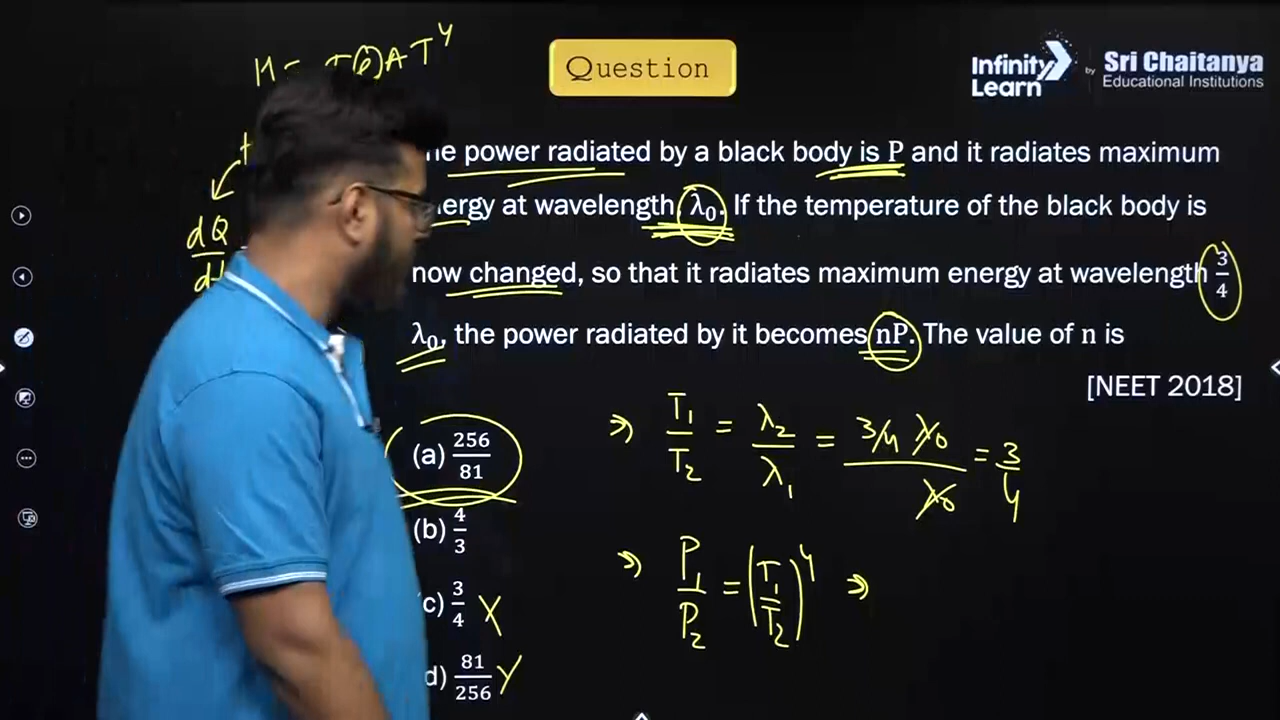 Question
Infinity Learn
by
Sri Chaitanya
Educational Institutions
A T⁴
dQ
he power radiated by a black body is P and it radiates maximum
ergy at wavelength λ₀. If the temperature of the black body is
now changed, so that it radiates maximum energy at wavelength 3/4
λ₀, the power radiated by it becomes nP. The value of n is
[NEET 2018]
(a) 256/81
(b) 4/3
c) 3/4 X
d) 81/256 Y
⇒ T₁/T₂ = λ₂/λ₁ = 3/4 λ₀/λ₀ = 3/4
⇒ P₁/P₂ = (T₁/T₂)⁴ ⇒